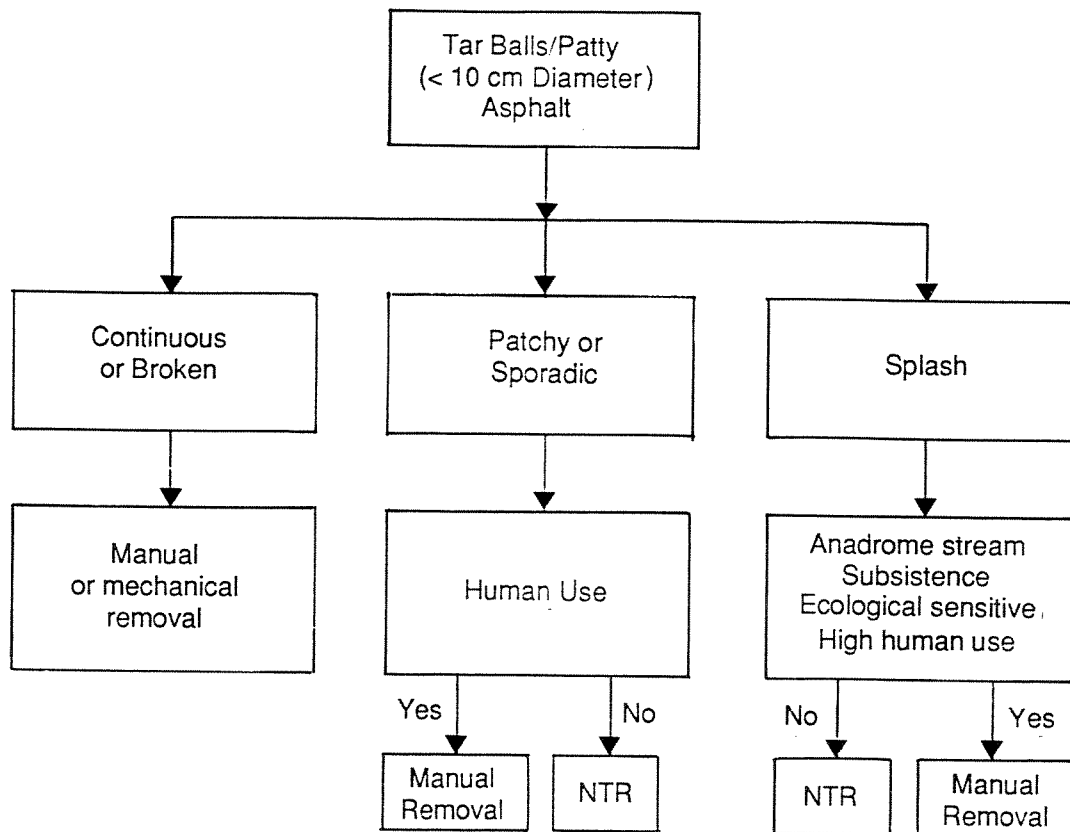 Tar Balls/Patty
(< 10 cm Diameter)
Asphalt
Continuous
or Broken
Patchy or
Sporadic
Splash
Manual
or mechanical
removal
Human Use
Anadrome stream
Subsistence
Ecological sensitive
High human use
Yes
No
No
Yes
Manual
Removal
NTR
NTR
Manual
Removal